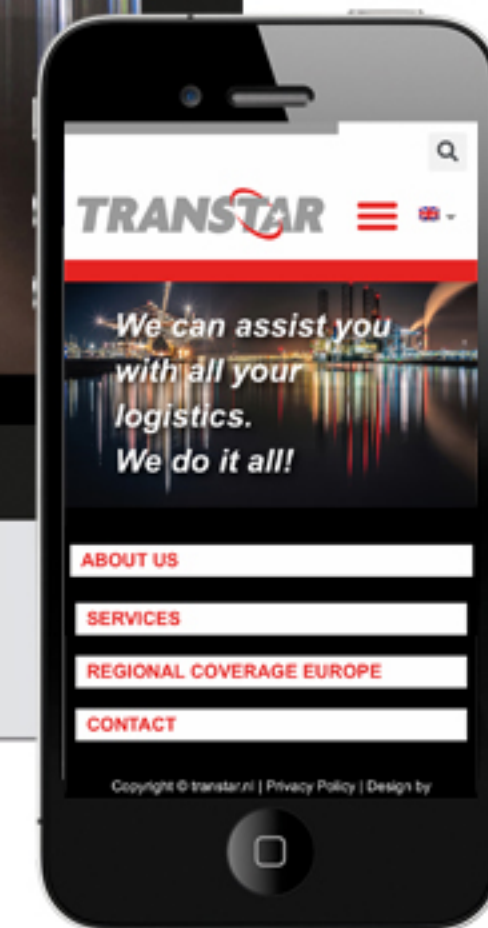 TRANSTAR
We can assist you
with all your
logistics.
We do it all!
ABOUT US
SERVICES
REGIONAL COVERAGE EUROPE
CONTACT
Copyright © transtar.nl | Privacy Policy | Design by